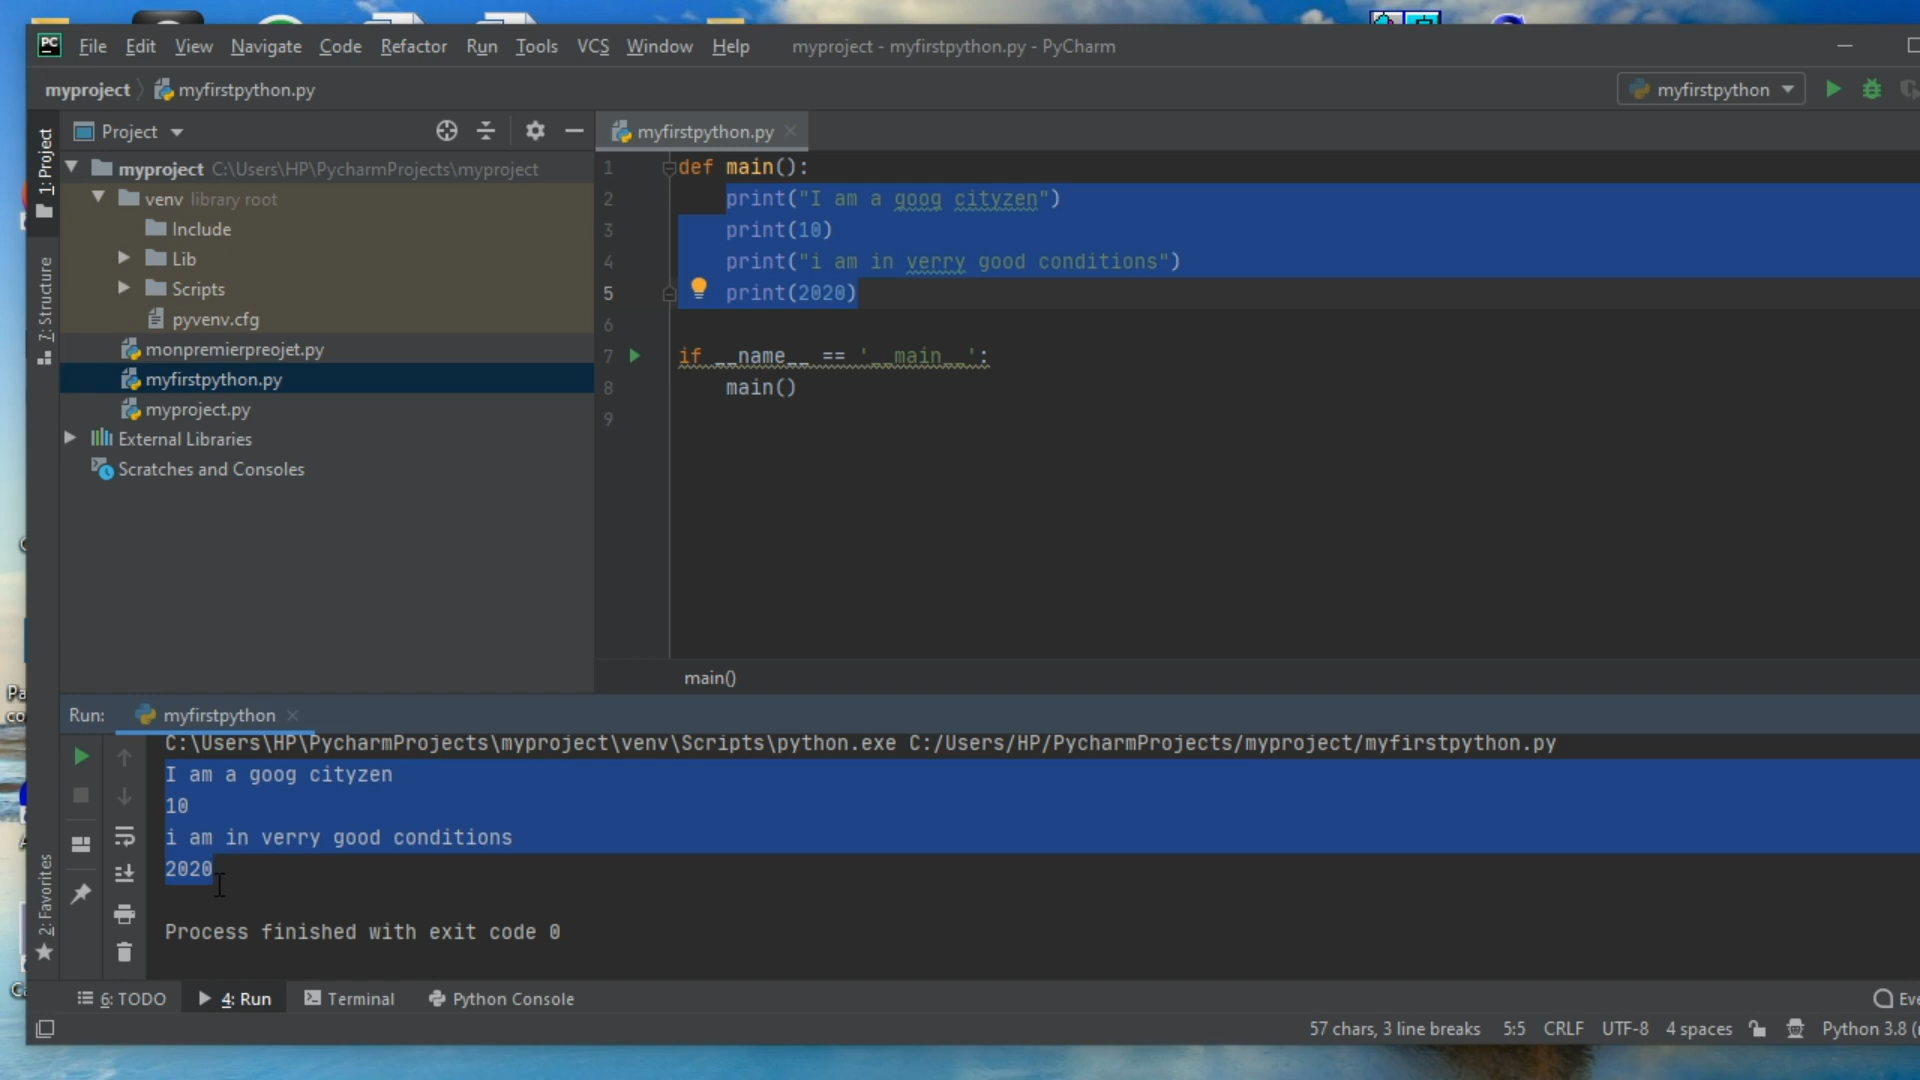 PC File Edit View Navigate Code Refactor Run Tools VCS Window Help myproject - myfirstpython.py - PyCharm
myproject myfirstpython.py myfirstpython
1: Project
7: Structure
2: Favorites
Project
myproject C:\Users\HP\PycharmProjects\myproject
venv library root
Include
Lib
Scripts
pyvenv.cfg
monpremierpreojet.py
myfirstpython.py
myproject.py
External Libraries
Scratches and Consoles
myfirstpython.py
1 def main():
2 print("I am a goog cityzen")
3 print(10)
4 print("i am in verry good conditions")
5 print(2020)
6
7 if __name__ == '__main__':
8 main()
9
main()
Run: myfirstpython
C:\Users\HP\PycharmProjects\myproject\venv\Scripts\python.exe C:/Users/HP/PycharmProjects/myproject/myfirstpython.py
I am a goog cityzen
10
i am in verry good conditions
2020
Process finished with exit code 0
6: TODO 4: Run Terminal Python Console
57 chars, 3 line breaks 5:5 CRLF UTF-8 4 spaces Python 3.8